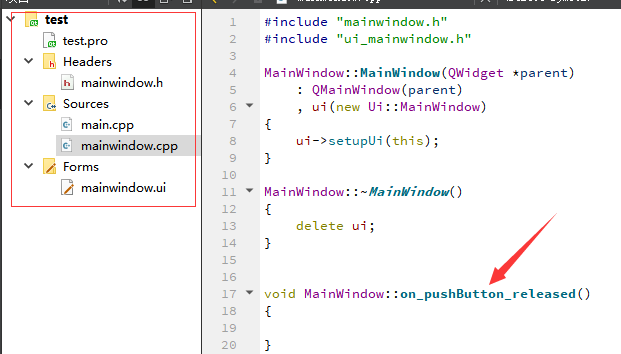 test
test.pro
Headers
mainwindow.h
Sources
main.cpp
mainwindow.cpp
Forms
mainwindow.ui
1 #include "mainwindow.h"
2 #include "ui_mainwindow.h"
3
4 MainWindow::MainWindow(QWidget *parent)
5 : QMainWindow(parent)
6 , ui(new Ui::MainWindow)
7 {
8 ui->setupUi(this);
9 }
10
11 MainWindow::~MainWindow()
12 {
13 delete ui;
14 }
15
16
17 void MainWindow::on_pushButton_released()
18 {
19
20 }